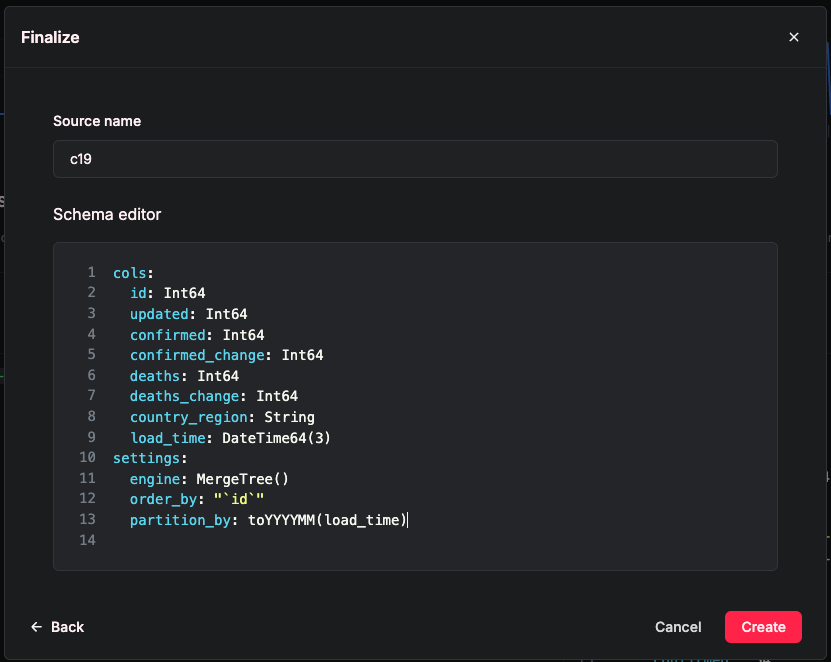 Finalize
Source name
c19
Schema editor
1 cols:
2 id: Int64
3 updated: Int64
4 confirmed: Int64
5 confirmed_change: Int64
6 deaths: Int64
7 deaths_change: Int64
8 country_region: String
9 load_time: DateTime64(3)
10 settings:
11 engine: MergeTree()
12 order_by: "`id`"
13 partition_by: toYYYYMM(load_time)
14
← Back
Cancel
Create